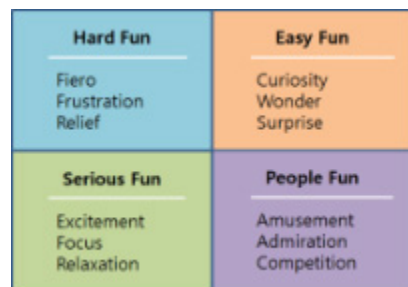 Hard Fun
Fiero
Frustration
Relief
Easy Fun
Curiosity
Wonder
Surprise
Serious Fun
Excitement
Focus
Relaxation
People Fun
Amusement
Admiration
Competition